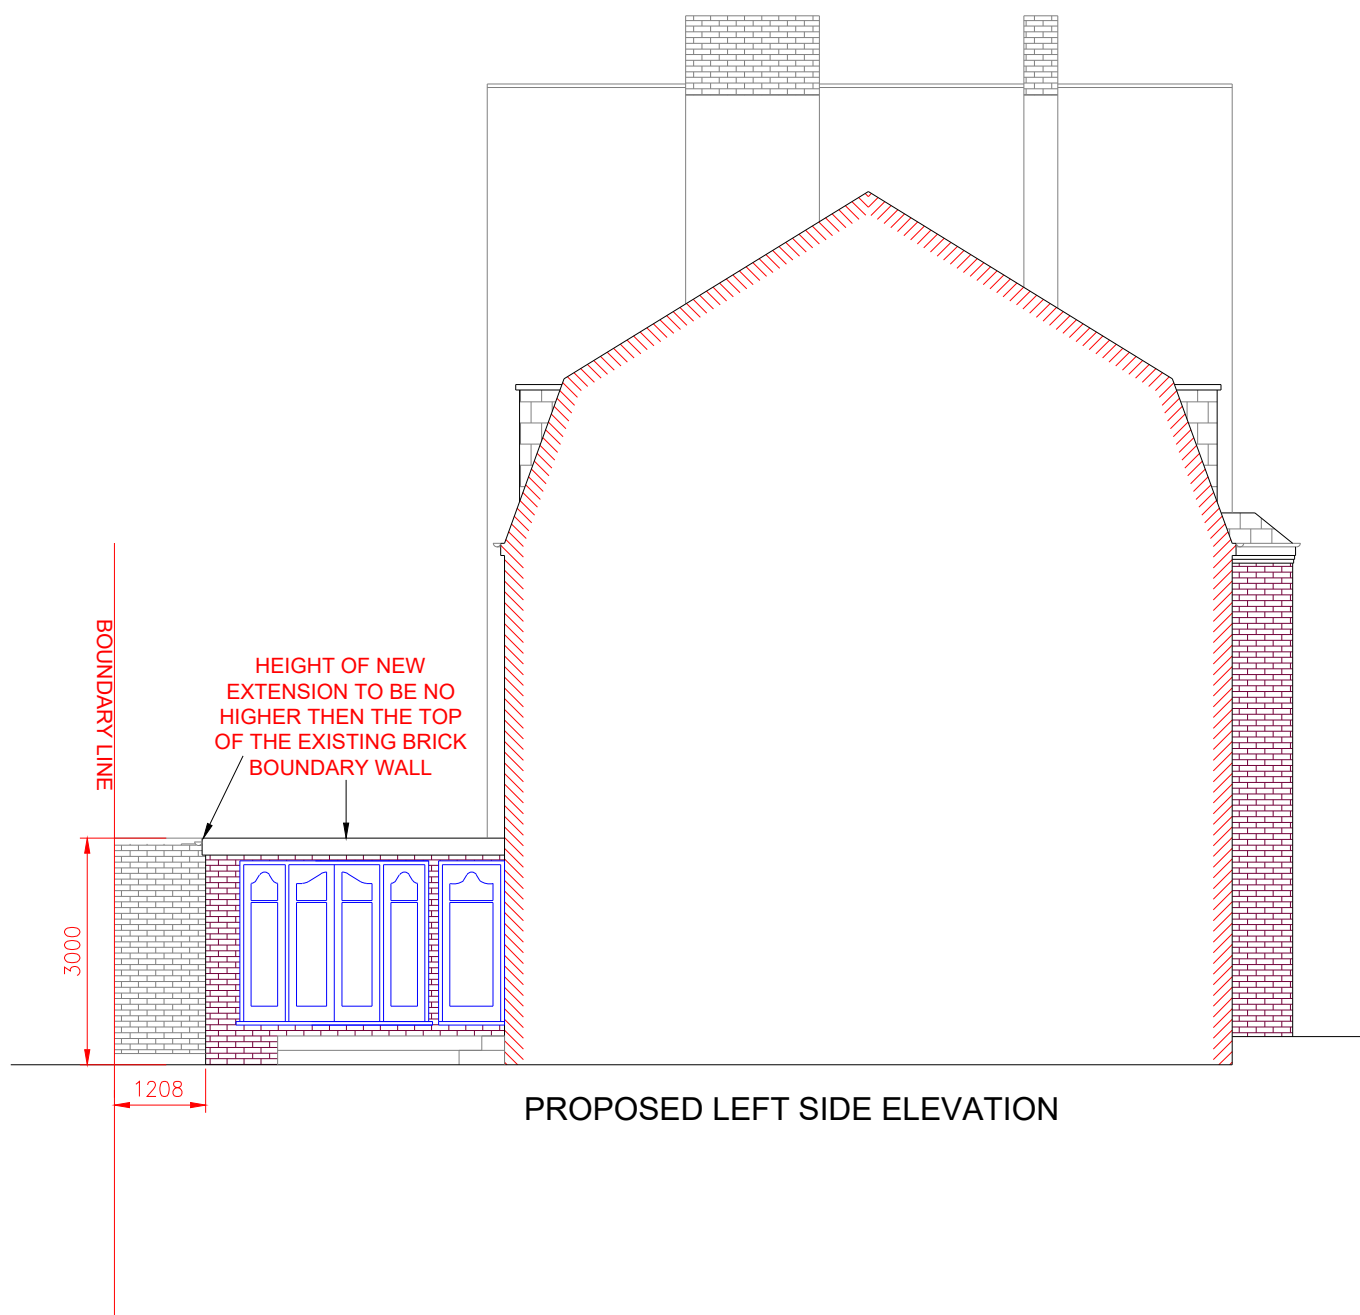 BOUNDARY LINE
HEIGHT OF NEW
EXTENSION TO BE NO
HIGHER THEN THE TOP
OF THE EXISTING BRICK
BOUNDARY WALL
3000
1208
PROPOSED LEFT SIDE ELEVATION